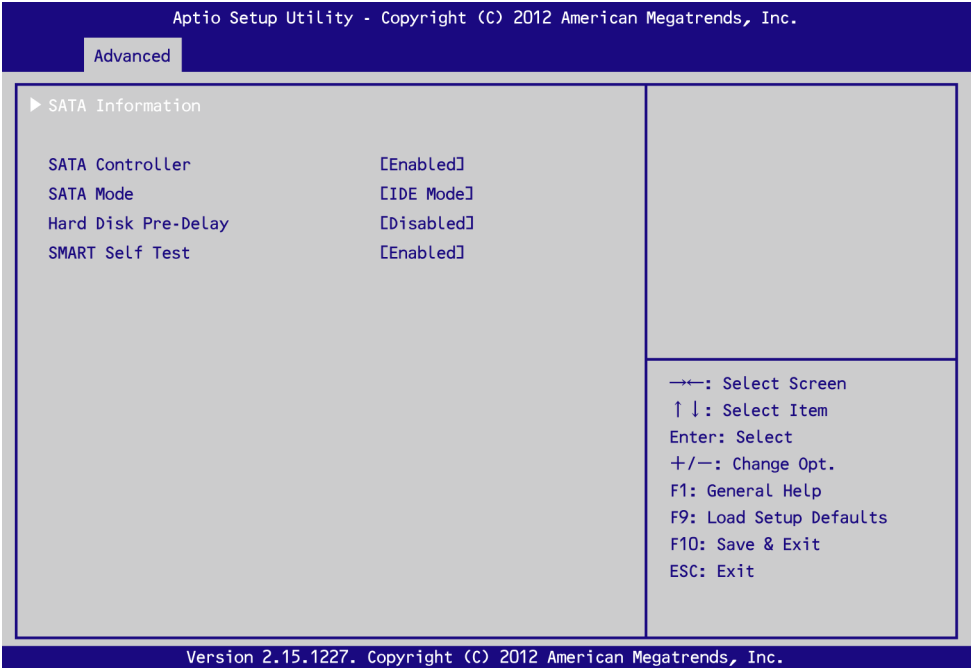 Aptio Setup Utility - Copyright (C) 2012 American Megatrends, Inc.
Advanced
▶ SATA Information
SATA Controller [Enabled]
SATA Mode [IDE Mode]
Hard Disk Pre-Delay [Disabled]
SMART Self Test [Enabled]
→←: Select Screen
↑↓: Select Item
Enter: Select
+/-: Change Opt.
F1: General Help
F9: Load Setup Defaults
F10: Save & Exit
ESC: Exit
Version 2.15.1227. Copyright (C) 2012 American Megatrends, Inc.